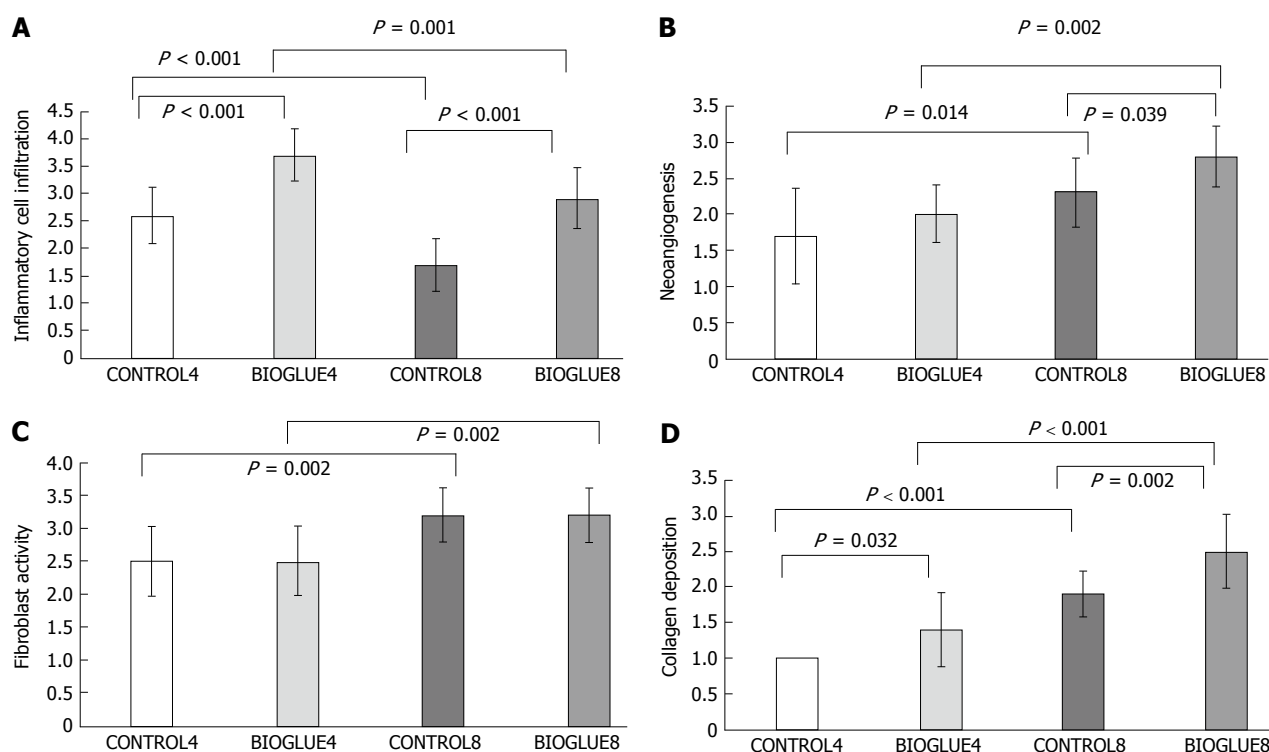 A
P = 0.001
P < 0.001
P < 0.001
P < 0.001
Inflammatory cell infiltration
4.5
4.0
3.5
3.0
2.5
2.0
1.5
1.0
0.5
0
CONTROL4 BIOGLUE4 CONTROL8 BIOGLUE8
B
P = 0.002
P = 0.014
P = 0.039
Neoangiogenesis
3.5
3.0
2.5
2.0
1.5
1.0
0.5
0
CONTROL4 BIOGLUE4 CONTROL8 BIOGLUE8
C
P = 0.002
P = 0.002
Fibroblast activity
4.0
3.5
3.0
2.5
2.0
1.5
1.0
0.5
0
CONTROL4 BIOGLUE4 CONTROL8 BIOGLUE8
D
P < 0.001
P = 0.002
P < 0.001
P = 0.032
Collagen deposition
3.5
3.0
2.5
2.0
1.5
1.0
0.5
0
CONTROL4 BIOGLUE4 CONTROL8 BIOGLUE8